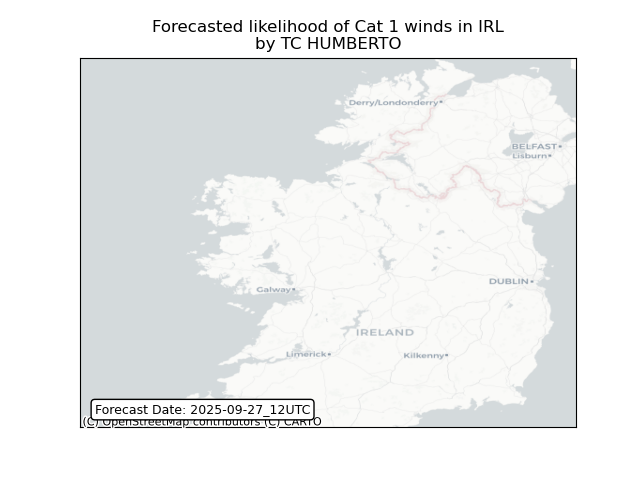 Forecasted likelihood of Cat 1 winds in IRL
by TC HUMBERTO
Derry/Londonderry
BELFAST
Lisburn
DUBLIN
Galway
IRELAND
Limerick
Kilkenny
Forecast Date: 2025-09-27_12UTC
(C) OpenStreetMap contributors (C) CARTO